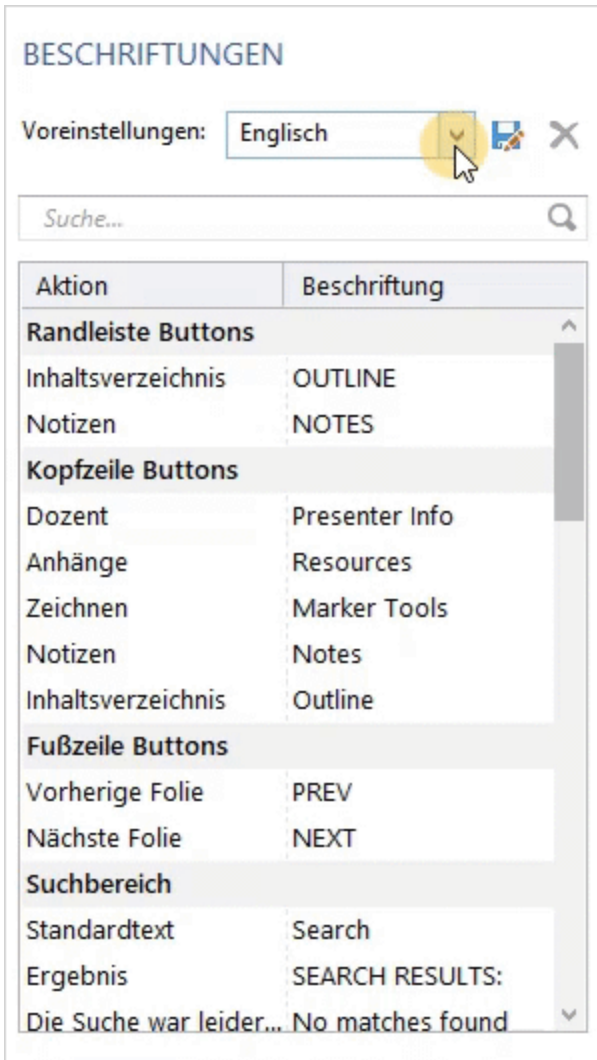 BESCHRIFTUNGEN
Voreinstellungen: Englisch
Suche...
Aktion Beschriftung
Randleiste Buttons
Inhaltsverzeichnis OUTLINE
Notizen NOTES
Kopfzeile Buttons
Dozent Presenter Info
Anhänge Resources
Zeichnen Marker Tools
Notizen Notes
Inhaltsverzeichnis Outline
Fußzeile Buttons
Vorherige Folie PREV
Nächste Folie NEXT
Suchbereich
Standardtext Search
Ergebnis SEARCH RESULTS:
Die Suche war leider... No matches found